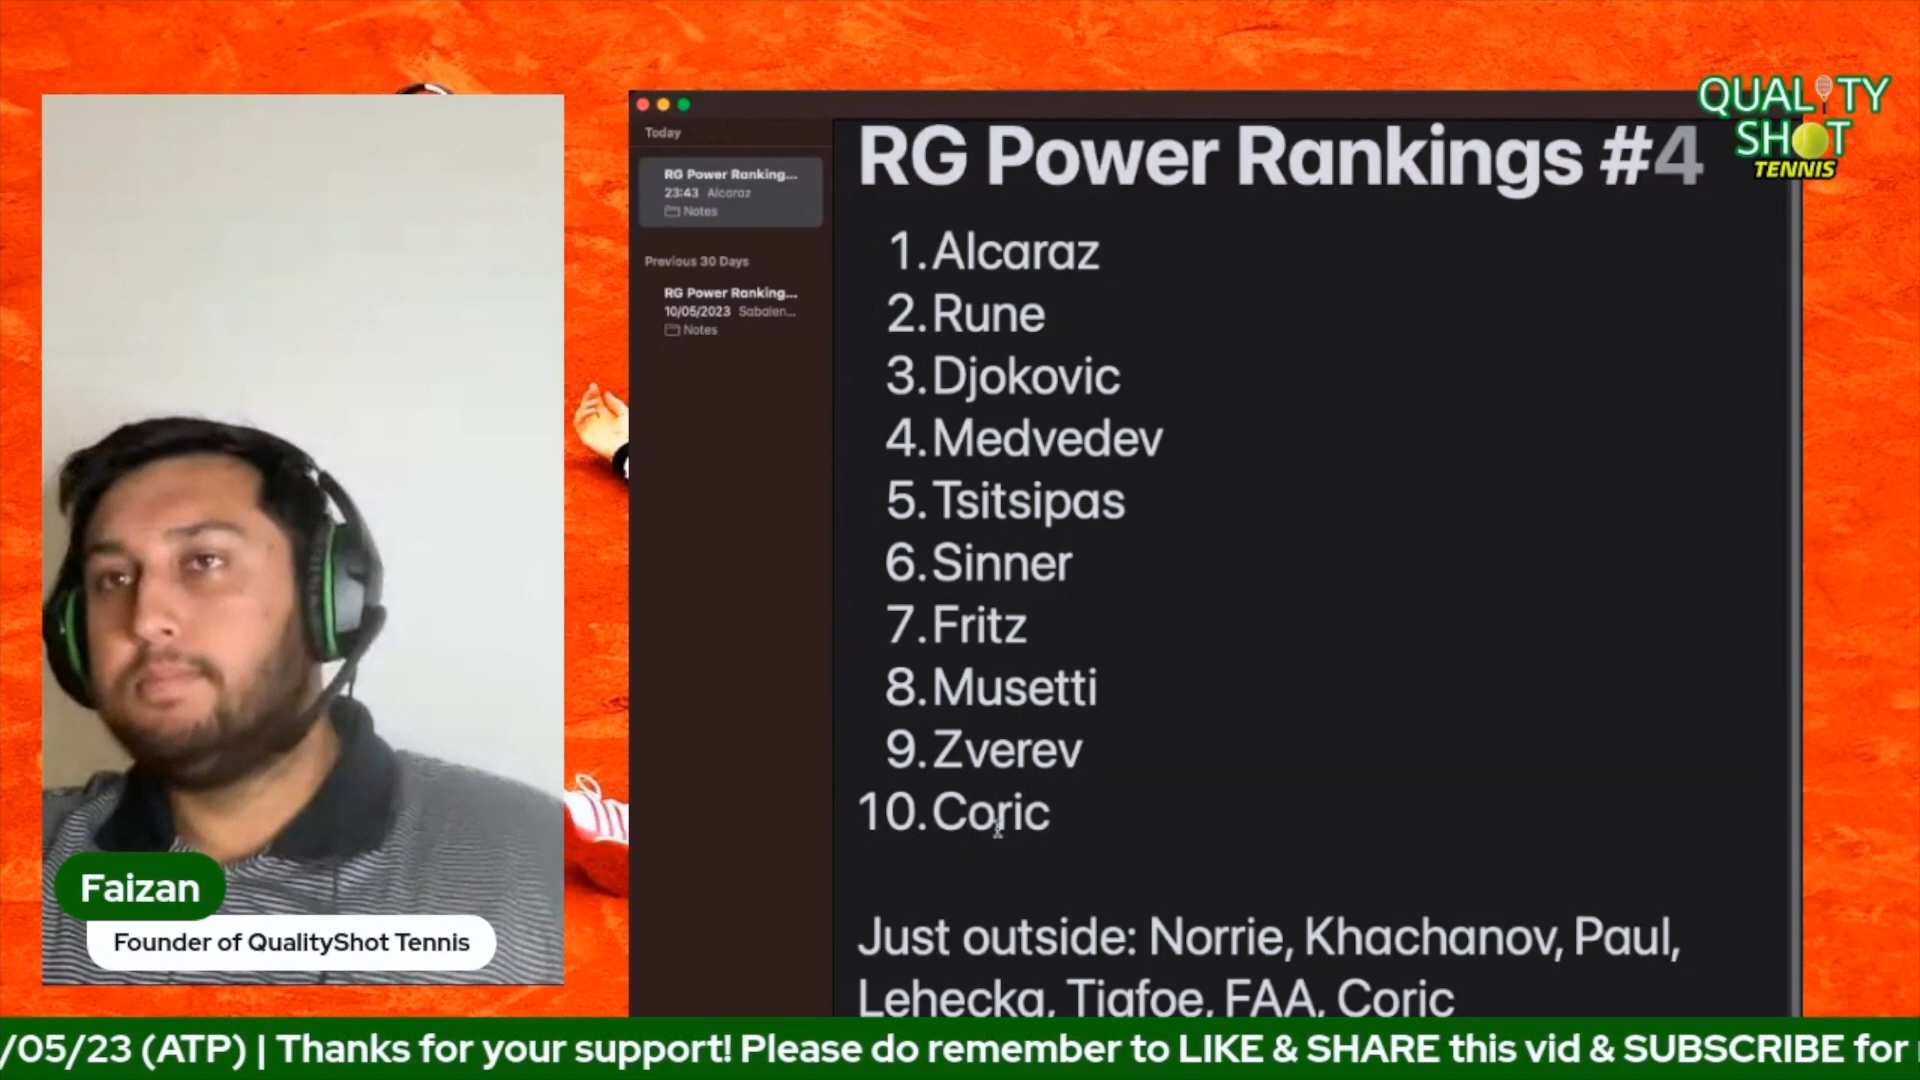 QUALITY
SHOT
TENNIS
Today
RG Power Ranking...
23:43 Alcaraz
Notes
Previous 30 Days
RG Power Ranking...
10/05/2023 Sabalen...
Notes
RG Power Rankings #4
1. Alcaraz
2. Rune
3. Djokovic
4. Medvedev
5. Tsitsipas
6. Sinner
7. Fritz
8. Musetti
9. Zverev
10. Coric
Just outside: Norrie, Khachanov, Paul,
Lehecka, Tiafoe, FAA, Coric
Faizan
Founder of QualityShot Tennis
/05/23 (ATP) | Thanks for your support! Please do remember to LIKE & SHARE this vid & SUBSCRIBE for